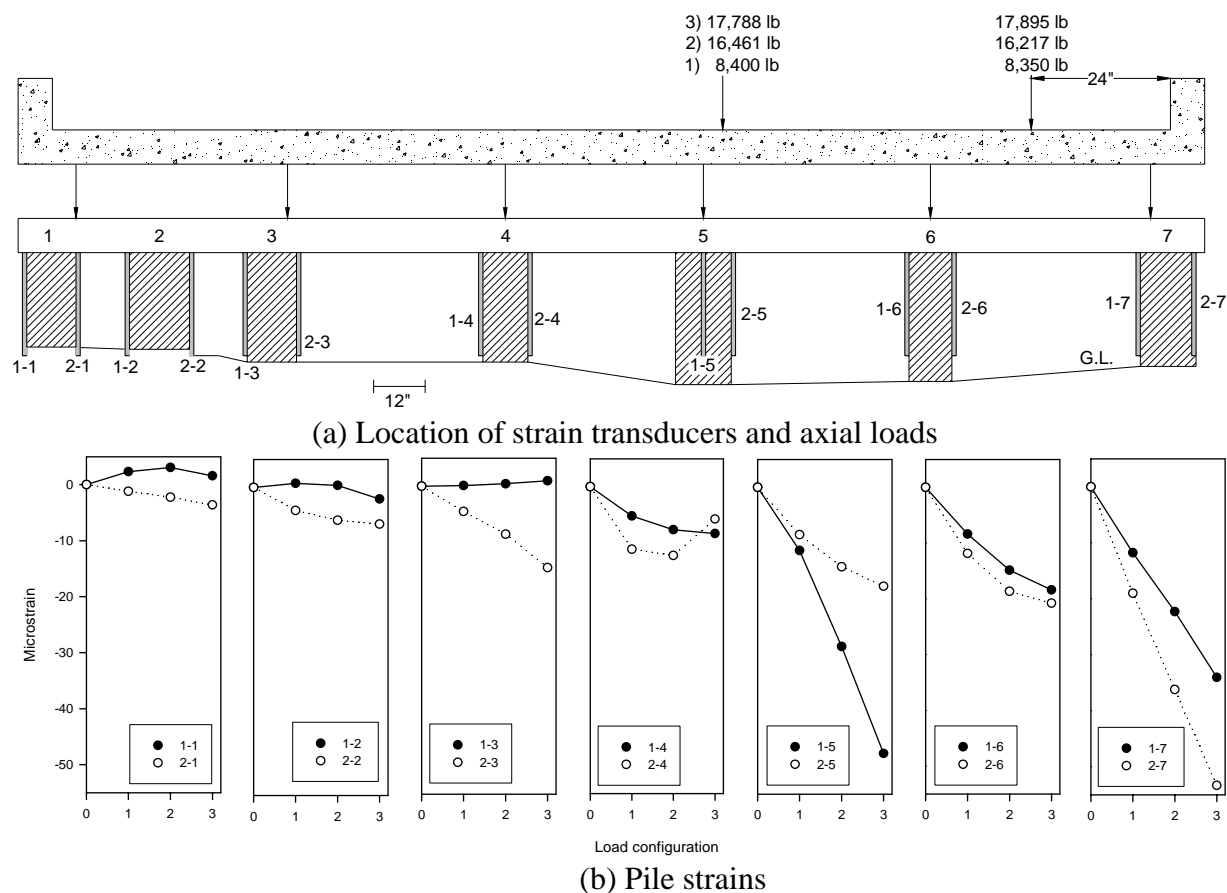 3) 17,788 lb
17,895 lb
2) 16,461 lb
16,217 lb
1) 8,400 lb
8,350 lb
24"
1 2 3 4 5 6 7
1-1
2-1
1-2
2-2
1-3
2-3
1-4
2-4
1-5
2-5
1-6
2-6
1-7
2-7
G.L.
12"
(a) Location of strain transducers and axial loads
Microstrain
0
-10
-20
-30
-40
-50
1-1
2-1
1-2
2-2
1-3
2-3
1-4
2-4
1-5
2-5
1-6
2-6
1-7
2-7
0 1 2 3
0 1 2 3
0 1 2 3
0 1 2 3
0 1 2 3
0 1 2 3
0 1 2 3
Load configuration
(b) Pile strains